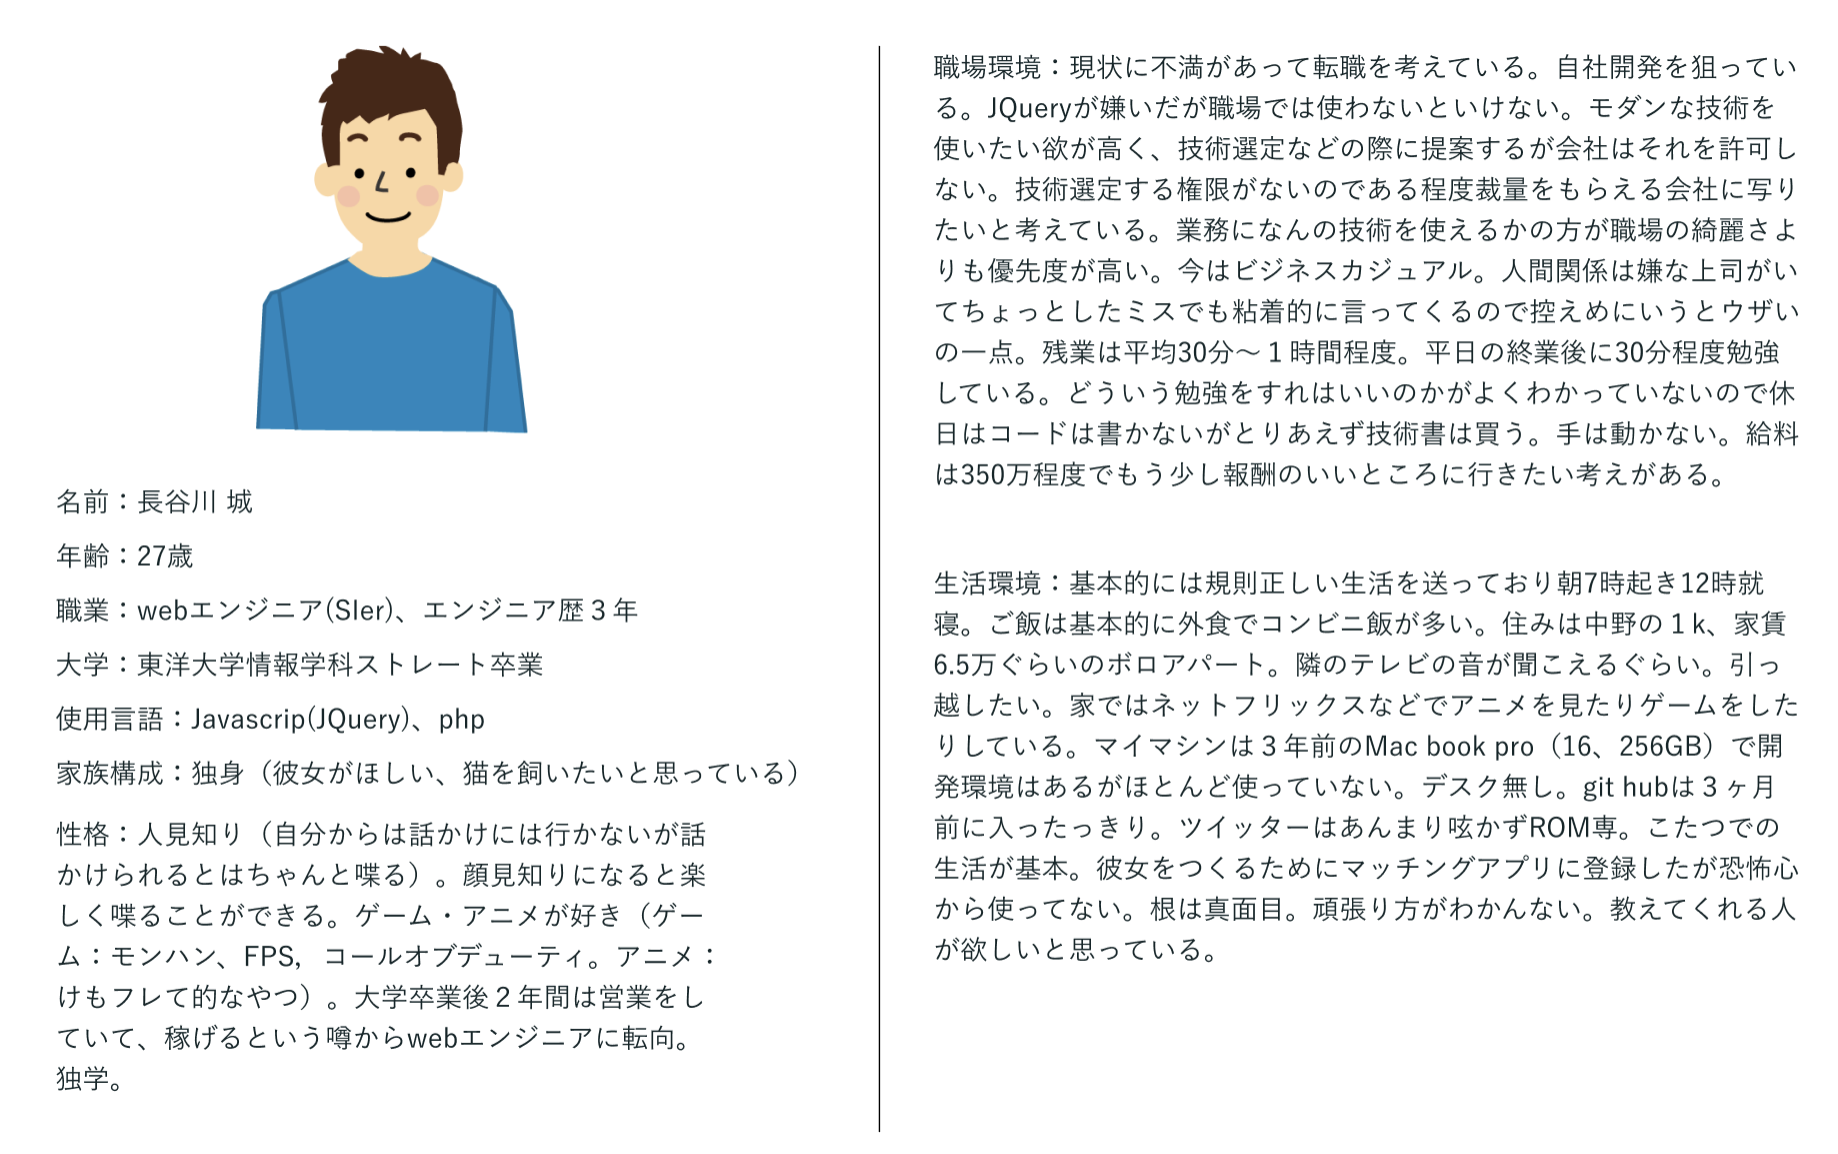 名前：長谷川 城
年齢：27歳
職業：webエンジニア(SIer)、エンジニア歴３年
大学：東洋大学情報学科ストレート卒業
使用言語：Javascrip(JQuery)、php
家族構成：独身（彼女がほしい、猫を飼いたいと思っている）
性格：人見知り（自分からは話かけには行かないが話
かけられるとはちゃんと喋る）。顔見知りになると楽
しく喋ることができる。ゲーム・アニメが好き（ゲー
ム：モンハン、FPS，コールオブデューティ。アニメ：
けもフレて的なやつ）。大学卒業後２年間は営業をし
ていて、稼げるという噂からwebエンジニアに転向。
独学。
職場環境：現状に不満があって転職を考えている。自社開発を狙ってい
る。JQueryが嫌いだが職場では使わないといけない。モダンな技術を
使いたい欲が高く、技術選定などの際に提案するが会社はそれを許可し
ない。技術選定する権限がないのである程度裁量をもらえる会社に写り
たいと考えている。業務になんの技術を使えるかの方が職場の綺麗さよ
りも優先度が高い。今はビジネスカジュアル。人間関係は嫌な上司がい
てちょっとしたミスでも粘着的に言ってくるので控えめにいうとウザい
の一点。残業は平均30分〜１時間程度。平日の終業後に30分程度勉強
している。どういう勉強をすれはいいのかがよくわかっていないので休
日はコードは書かないがとりあえず技術書は買う。手は動かない。給料
は350万程度でもう少し報酬のいいところに行きたい考えがある。
生活環境：基本的には規則正しい生活を送っており朝7時起き12時就
寝。ご飯は基本的に外食でコンビニ飯が多い。住みは中野の１k、家賃
6.5万ぐらいのボロアパート。隣のテレビの音が聞こえるぐらい。引っ
越したい。家ではネットフリックスなどでアニメを見たりゲームをした
りしている。マイマシンは３年前のMac book pro（16、256GB）で開
発環境はあるがほとんど使っていない。デスク無し。git hubは３ヶ月
前に入ったっきり。ツイッターはあんまり呟かずROM専。こたつでの
生活が基本。彼女をつくるためにマッチングアプリに登録したが恐怖心
から使ってない。根は真面目。頑張り方がわかんない。教えてくれる人
が欲しいと思っている。